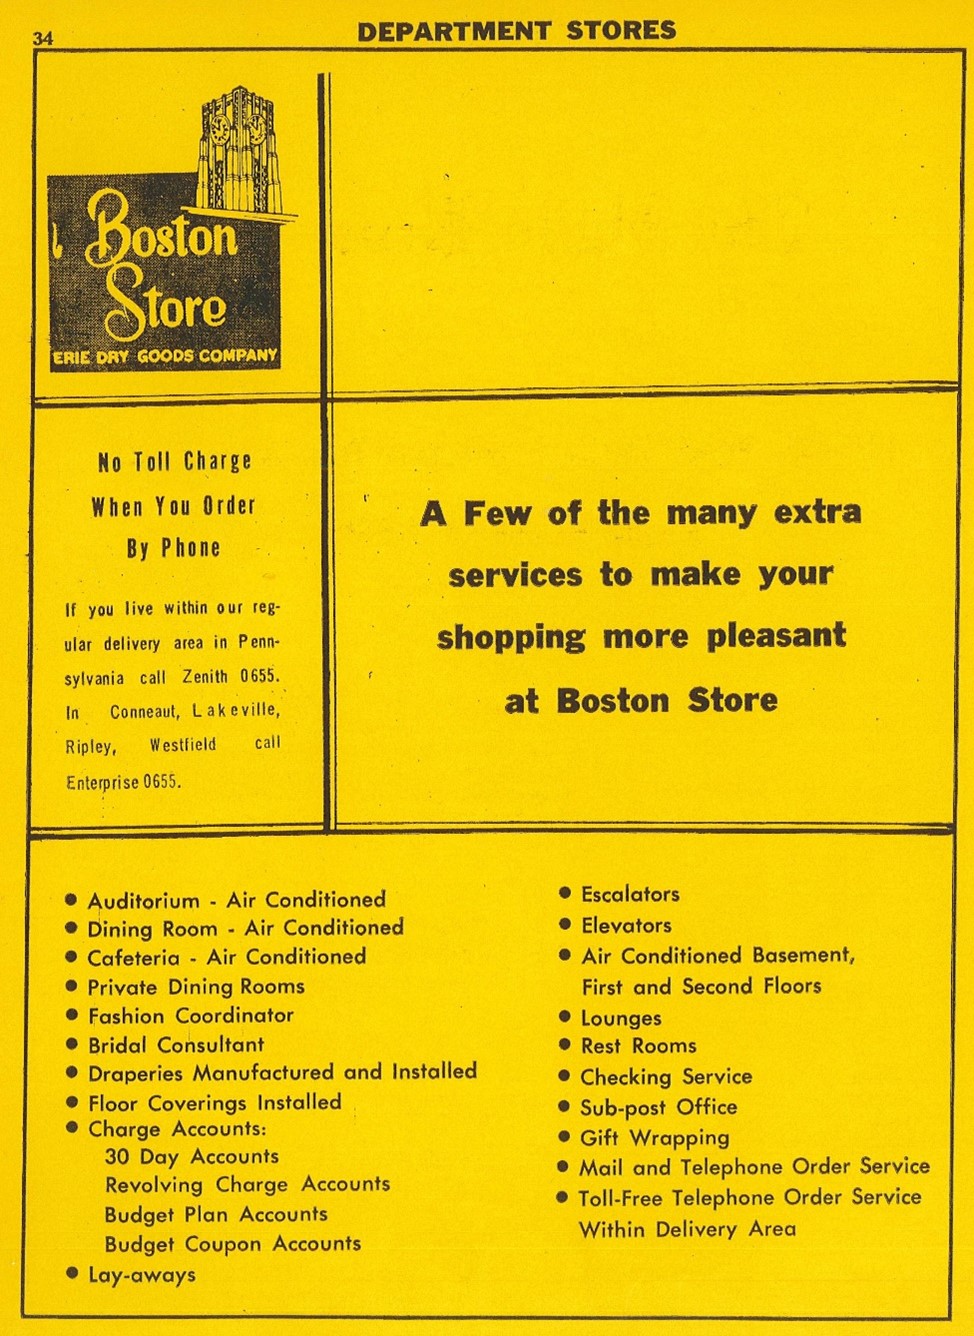 34
DEPARTMENT STORES
Boston
Store
ERIE DRY GOODS COMPANY
No Toll Charge
When You Order
By Phone
If you live within our reg-
ular delivery area in Penn-
sylvania call Zenith 0655.
In Conneaut, Lakeville,
Ripley, Westfield call
Enterprise 0655.
A Few of the many extra
services to make your
shopping more pleasant
at Boston Store
• Auditorium - Air Conditioned
• Dining Room - Air Conditioned
• Cafeteria - Air Conditioned
• Private Dining Rooms
• Fashion Coordinator
• Bridal Consultant
• Draperies Manufactured and Installed
• Floor Coverings Installed
• Charge Accounts:
30 Day Accounts
Revolving Charge Accounts
Budget Plan Accounts
Budget Coupon Accounts
• Lay-aways
• Escalators
• Elevators
• Air Conditioned Basement,
First and Second Floors
• Lounges
• Rest Rooms
• Checking Service
• Sub-post Office
• Gift Wrapping
• Mail and Telephone Order Service
• Toll-Free Telephone Order Service
Within Delivery Area